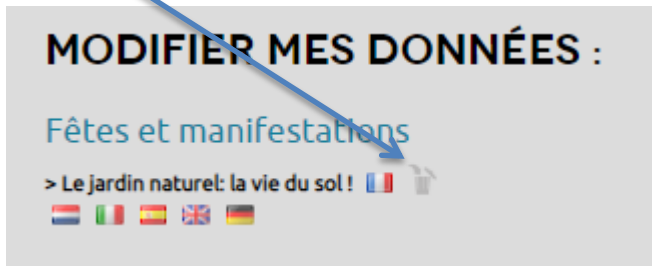 MODIFIER MES DONNÉES :
Fêtes et manifestations
> Le jardin naturel: la vie du sol !